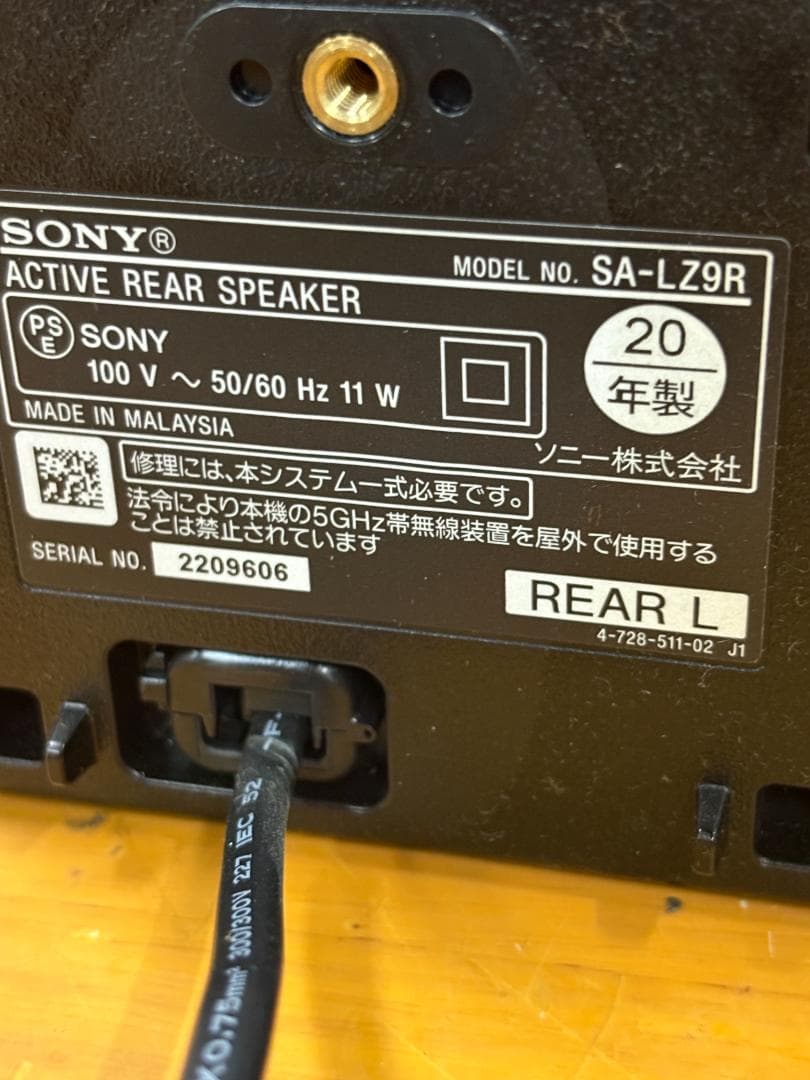 SONY®
ACTIVE REAR SPEAKER
MODEL NO. SA-LZ9R
PSE SONY
100 V ~ 50/60 Hz 11 W
MADE IN MALAYSIA
20
年製
ソニー株式会社
修理には、本システム一式必要です。
法令により本機の5GHz帯無線装置を屋外で使用する
ことは禁止されています
SERIAL NO. 2209606
REAR L
4-728-511-02 J1
X0.75mm² 300/300V 227 IEC 52